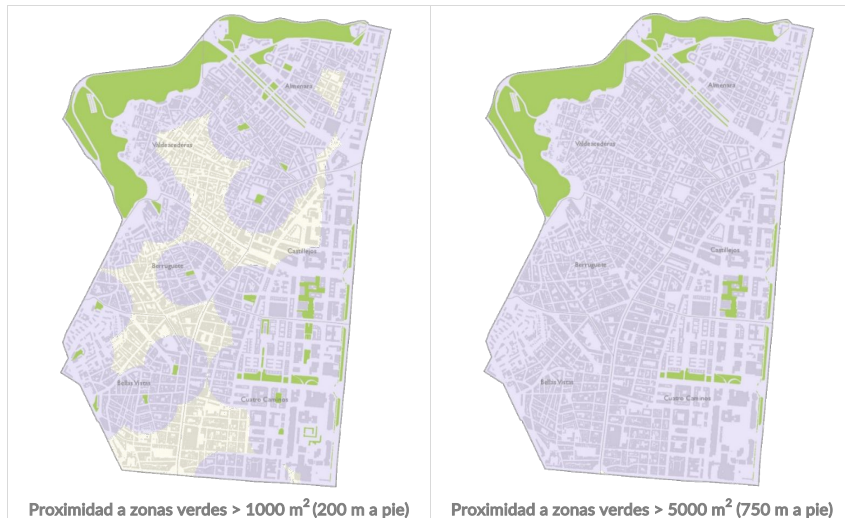 Almenara
Valdeacederas
Castillejos
Berruguete
Bellas Vistas
Cuatro Caminos
Proximidad a zonas verdes > 1000 m² (200 m a pie)
Almenara
Valdeacederas
Castillejos
Berruguete
Bellas Vistas
Cuatro Caminos
Proximidad a zonas verdes > 5000 m² (750 m a pie)